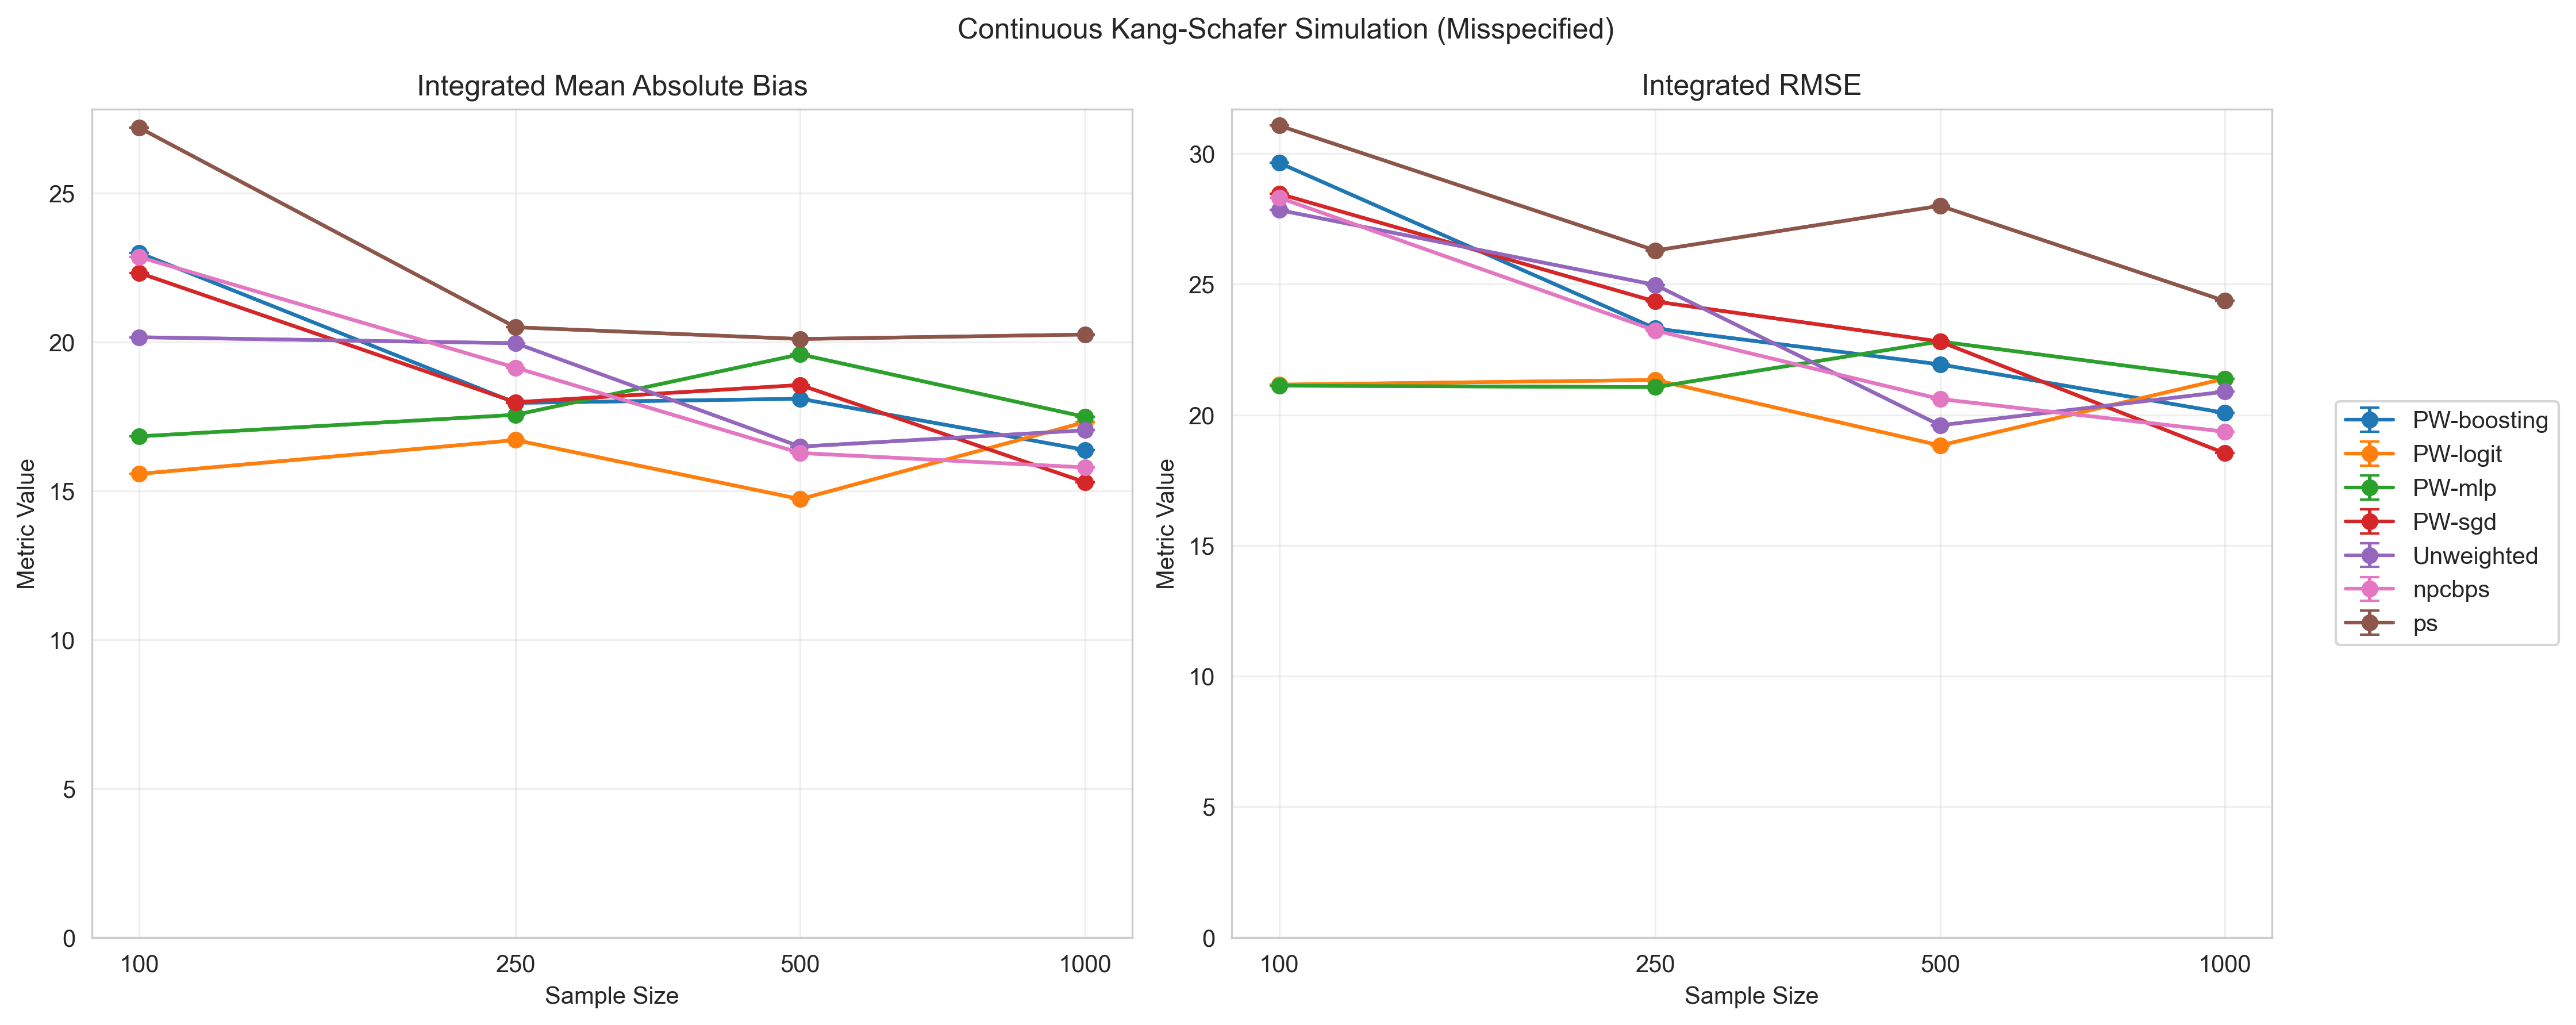 Continuous Kang-Schafer Simulation (Misspecified)
Integrated Mean Absolute Bias
25
20
15
10
5
0
100 250 500 1000
Metric Value
Sample Size
Integrated RMSE
30
25
20
15
10
5
0
100 250 500 1000
Metric Value
Sample Size
PW-boosting
PW-logit
PW-mlp
PW-sgd
Unweighted
npcbps
ps